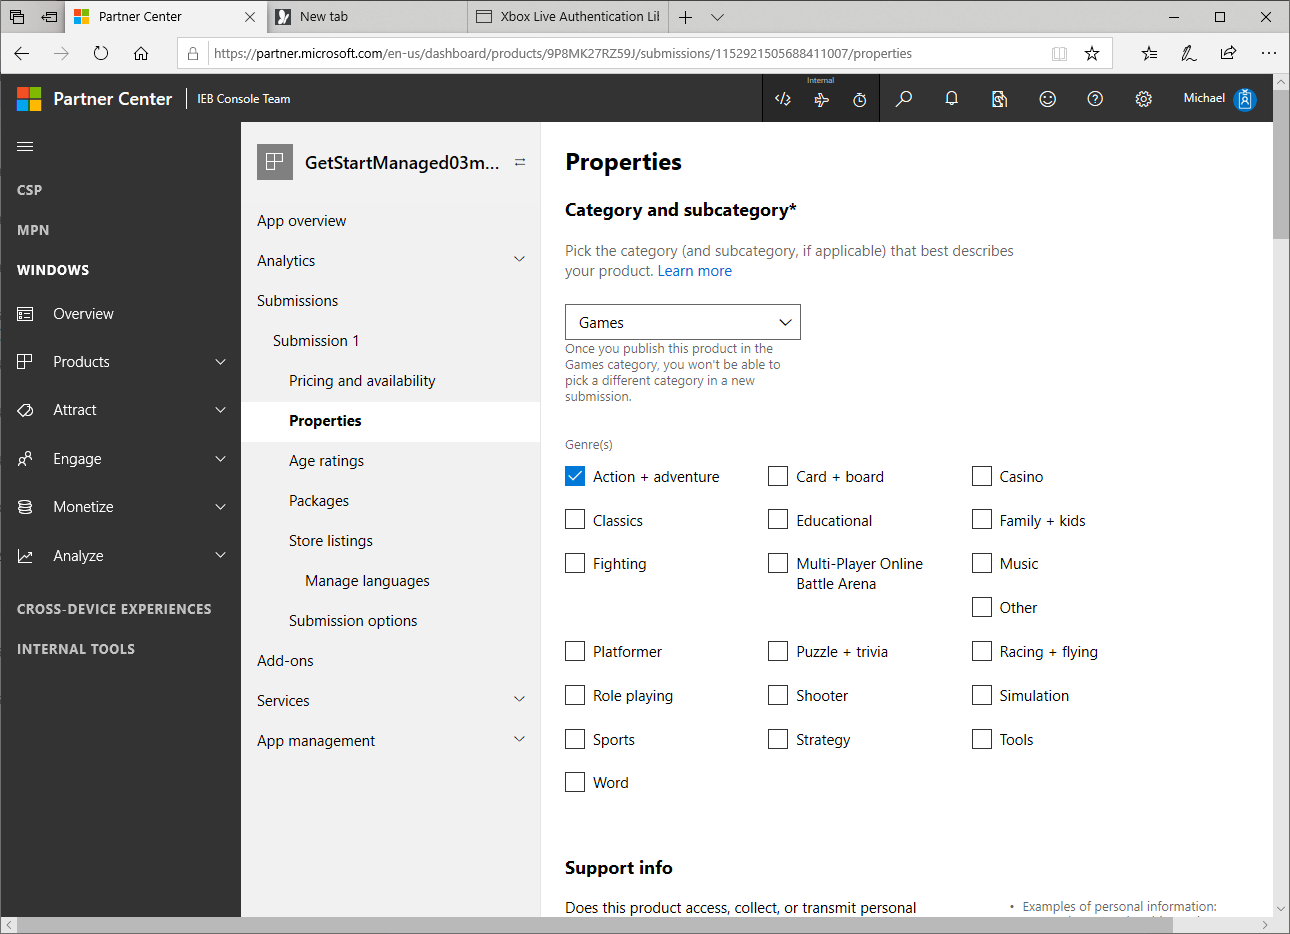 Partner Center
New tab
Xbox Live Authentication Lil
https://partner.microsoft.com/en-us/dashboard/products/9P8MK27RZ59J/submissions/1152921505688411007/properties
Partner Center
IEB Console Team
Internal
Michael
CSP
MPN
WINDOWS
Overview
Products
Attract
Engage
Monetize
Analyze
CROSS-DEVICE EXPERIENCES
INTERNAL TOOLS
GetStartManaged03m...
App overview
Analytics
Submissions
Submission 1
Pricing and availability
Properties
Age ratings
Packages
Store listings
Manage languages
Submission options
Add-ons
Services
App management
Properties
Category and subcategory*
Pick the category (and subcategory, if applicable) that best describes
your product. Learn more
Games
Once you publish this product in the
Games category, you won't be able to
pick a different category in a new
submission.
Genre(s)
Action + adventure
Card + board
Casino
Classics
Educational
Family + kids
Fighting
Multi-Player Online
Battle Arena
Music
Other
Platformer
Puzzle + trivia
Racing + flying
Role playing
Shooter
Simulation
Sports
Strategy
Tools
Word
Support info
Does this product access, collect, or transmit personal
• Examples of personal information: